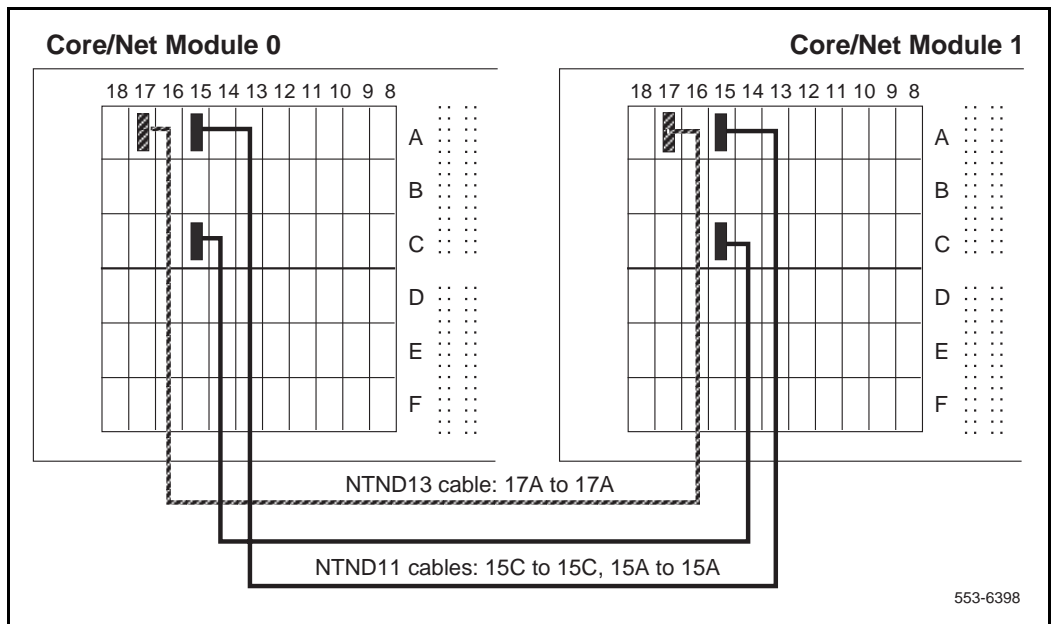 Core/Net Module 0
Core/Net Module 1
18 17 16 15 14 13 12 11 10 9 8
18 17 16 15 14 13 12 11 10 9 8
A
A
B
B
C
C
D
D
E
E
F
F
NTND13 cable: 17A to 17A
NTND11 cables: 15C to 15C, 15A to 15A
553-6398